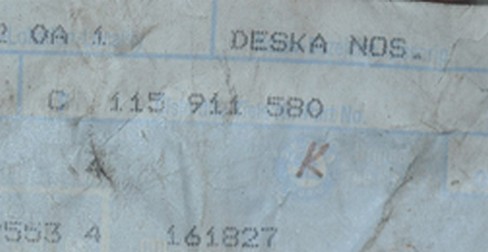 2 OA 1 DESKA NOS.
C 115 911 580
K
553 4 161827